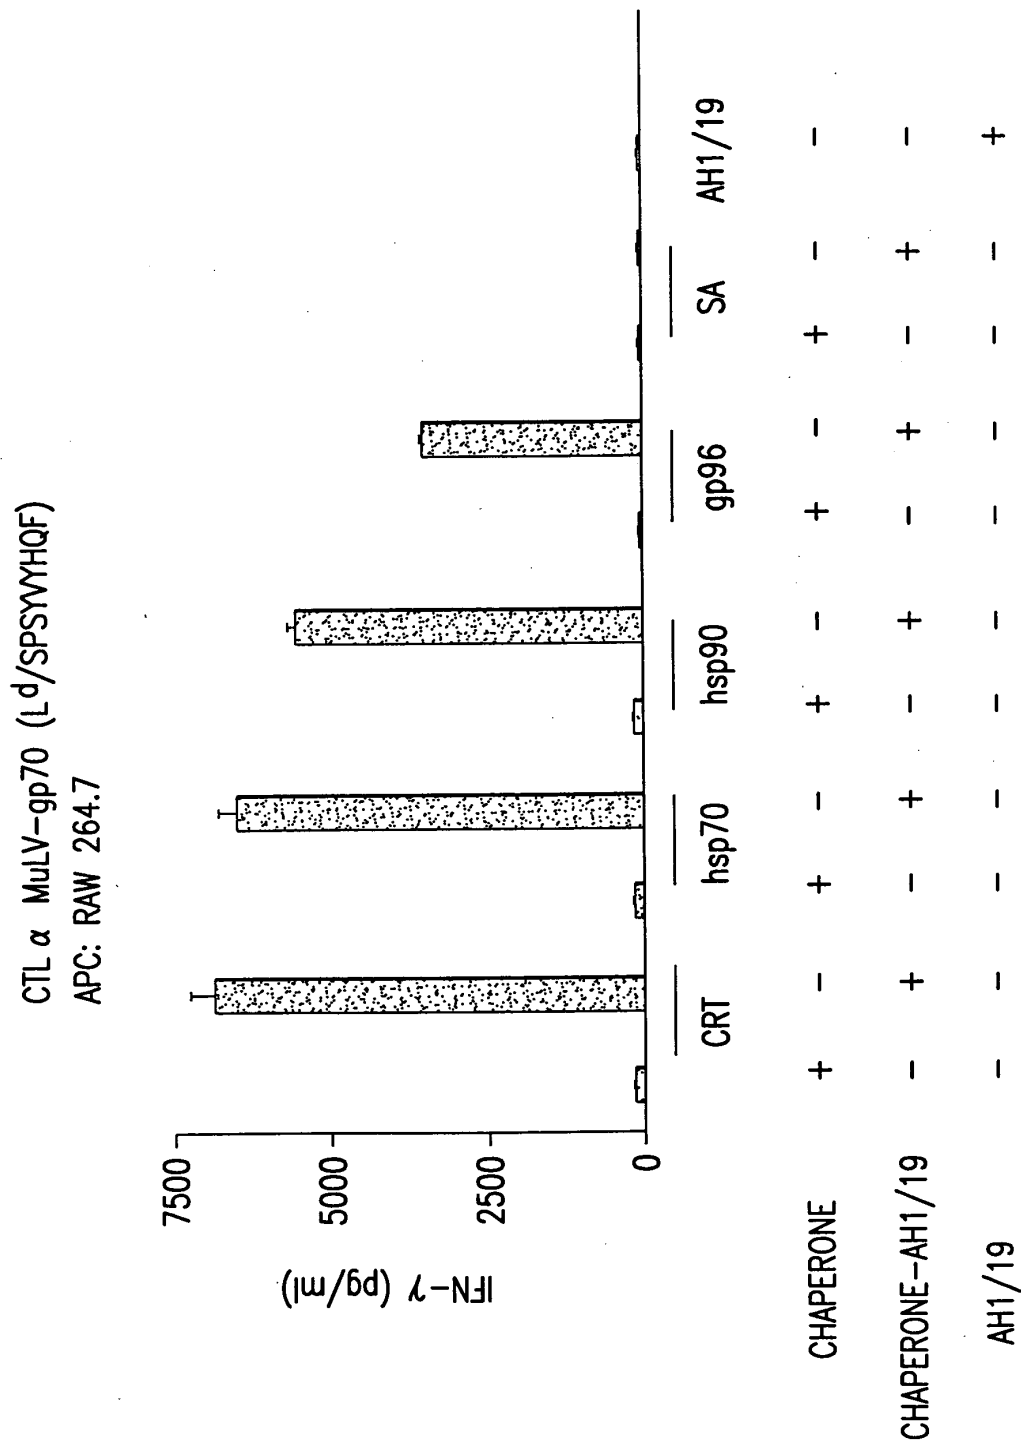 CTL α MuLV-gp70 (Ld/SPSYVYHQF)
APC: RAW 264.7
IFN-γ (pg/ml)
7500
5000
2500
0
CRT hsp70 hsp90 gp96 SA AH1/19
CHAPERONE + - + - + - + - + - -
CHAPERONE-AH1/19 - + - + - + - + - + -
AH1/19 - - - - - - - - - - +